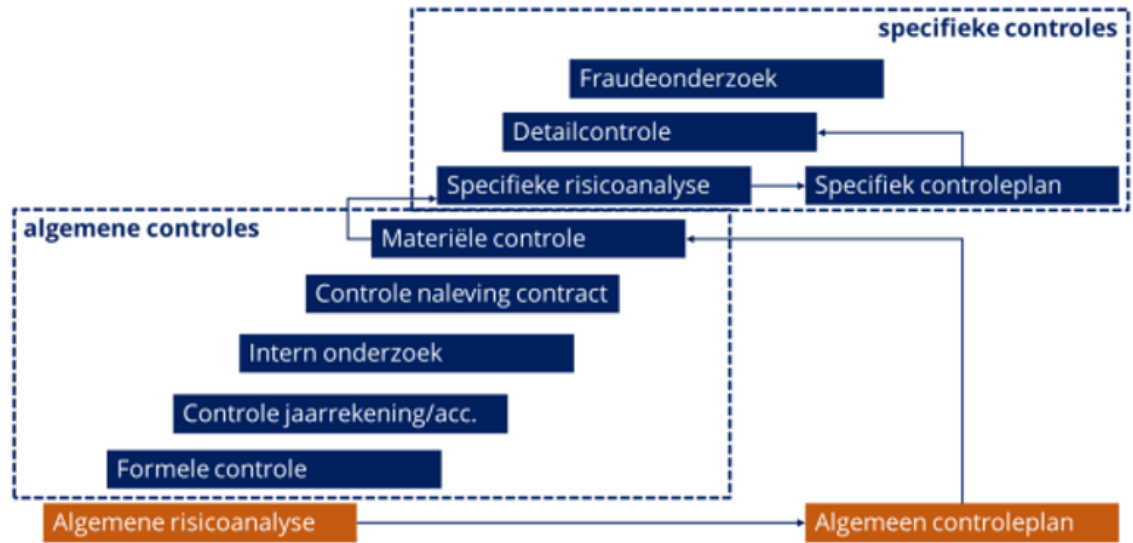 specifieke controles
Fraudeonderzoek
Detailcontrole
Specifieke risicoanalyse
Specifiek controleplan
algemene controles
Materiële controle
Controle naleving contract
Intern onderzoek
Controle jaarrekening/acc.
Formele controle
Algemene risicoanalyse
Algemeen controleplan